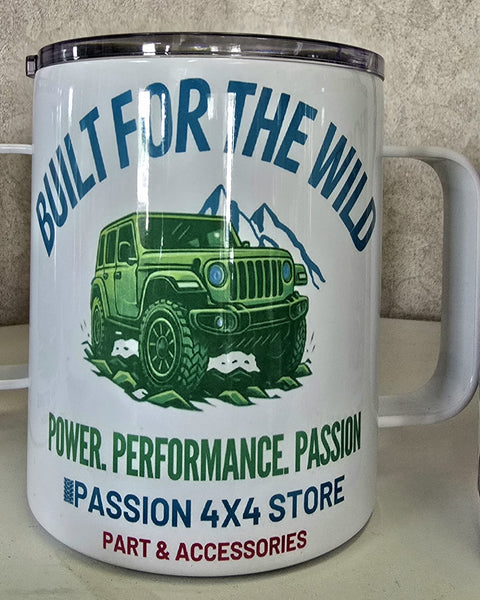 BUILT FOR THE WILD
POWER. PERFORMANCE. PASSION
PASSION 4X4 STORE
PART & ACCESSORIES